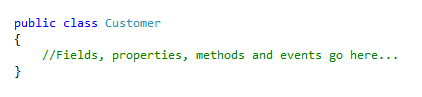 public class Customer
{
//Fields, properties, methods and events go here...
}